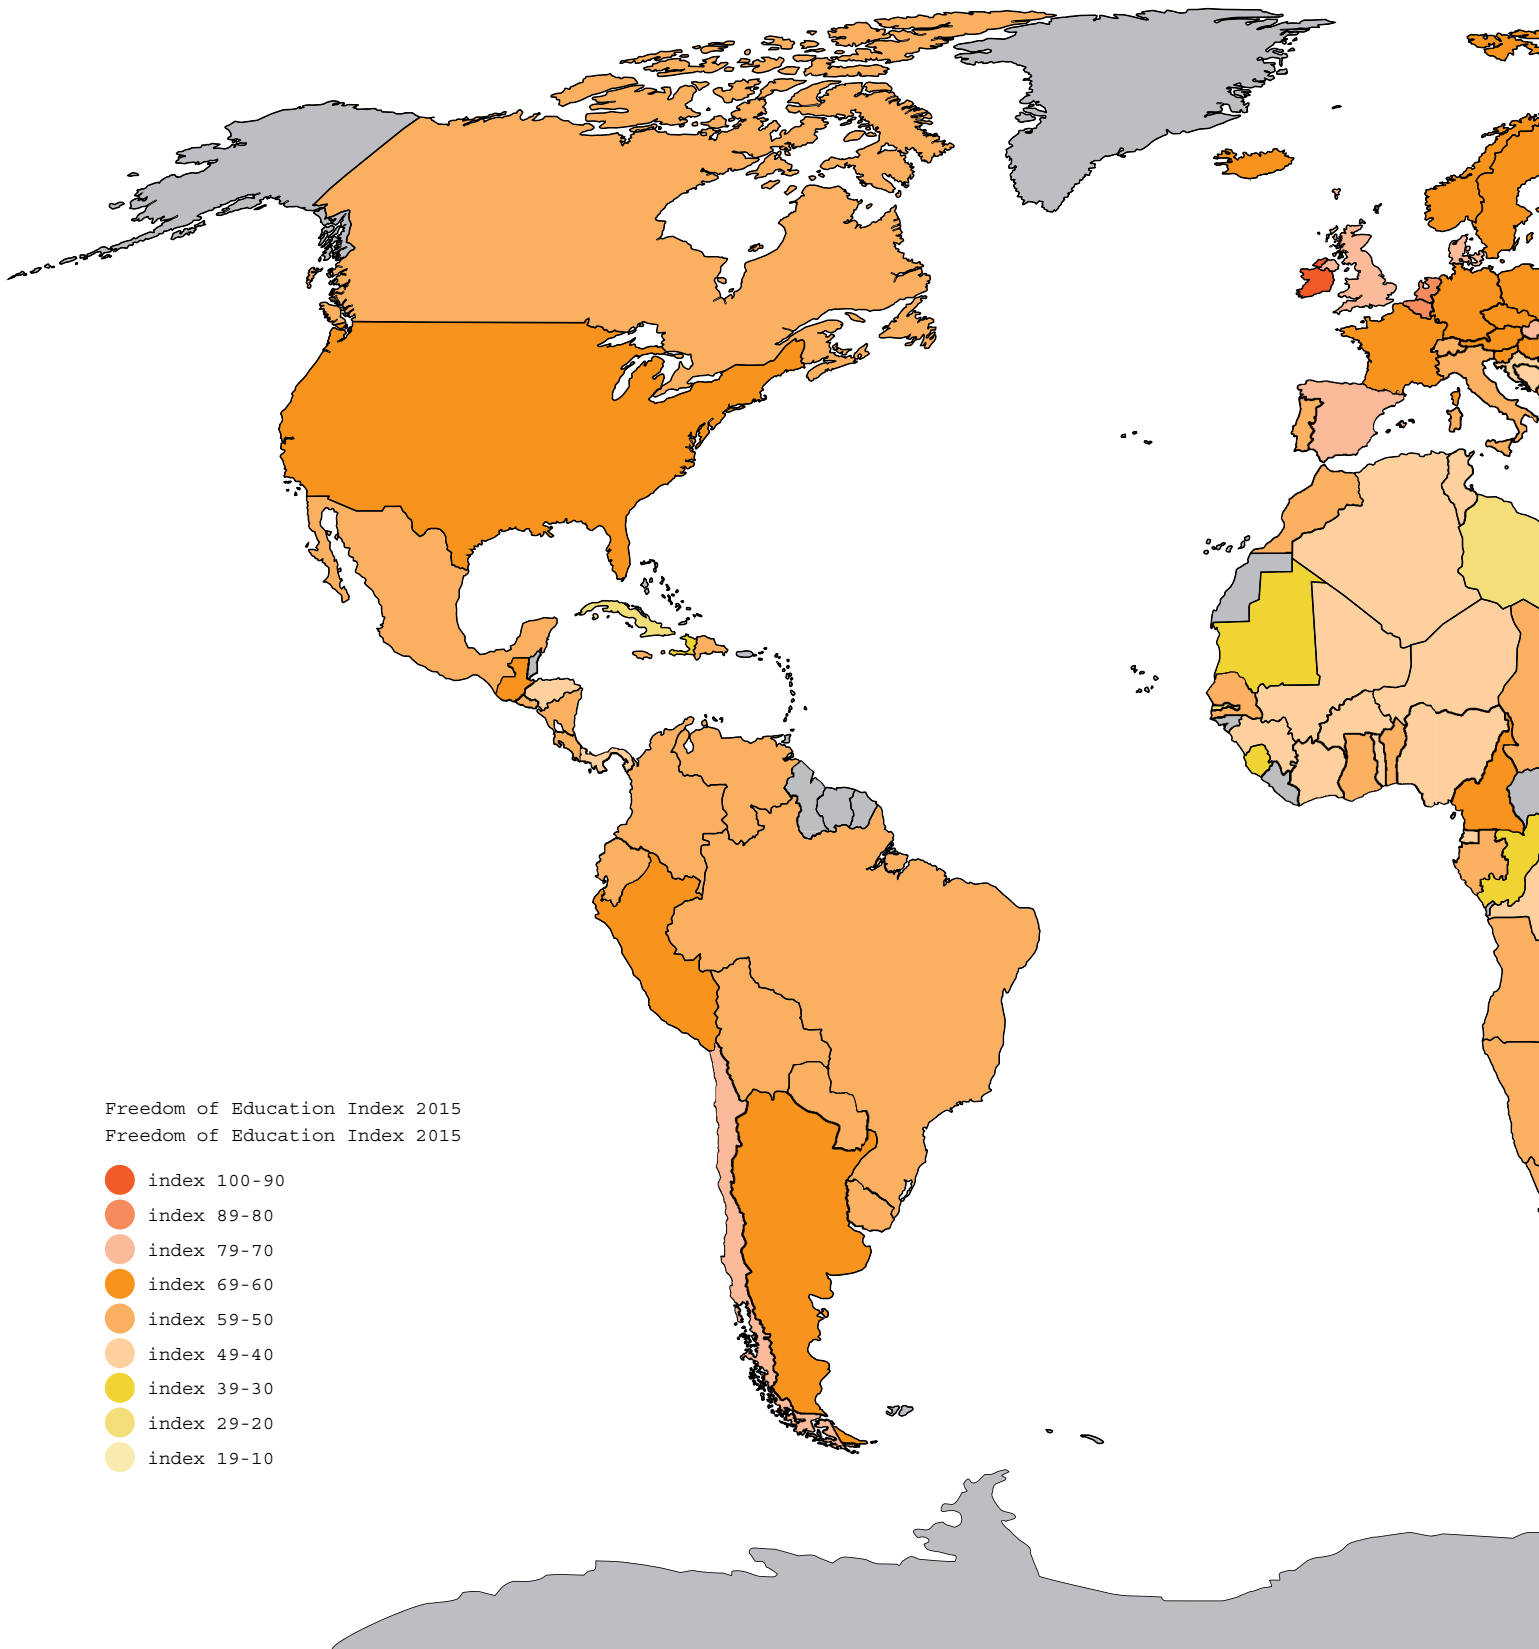 Freedom of Education Index 2015
Freedom of Education Index 2015
index 100-90
index 89-80
index 79-70
index 69-60
index 59-50
index 49-40
index 39-30
index 29-20
index 19-10